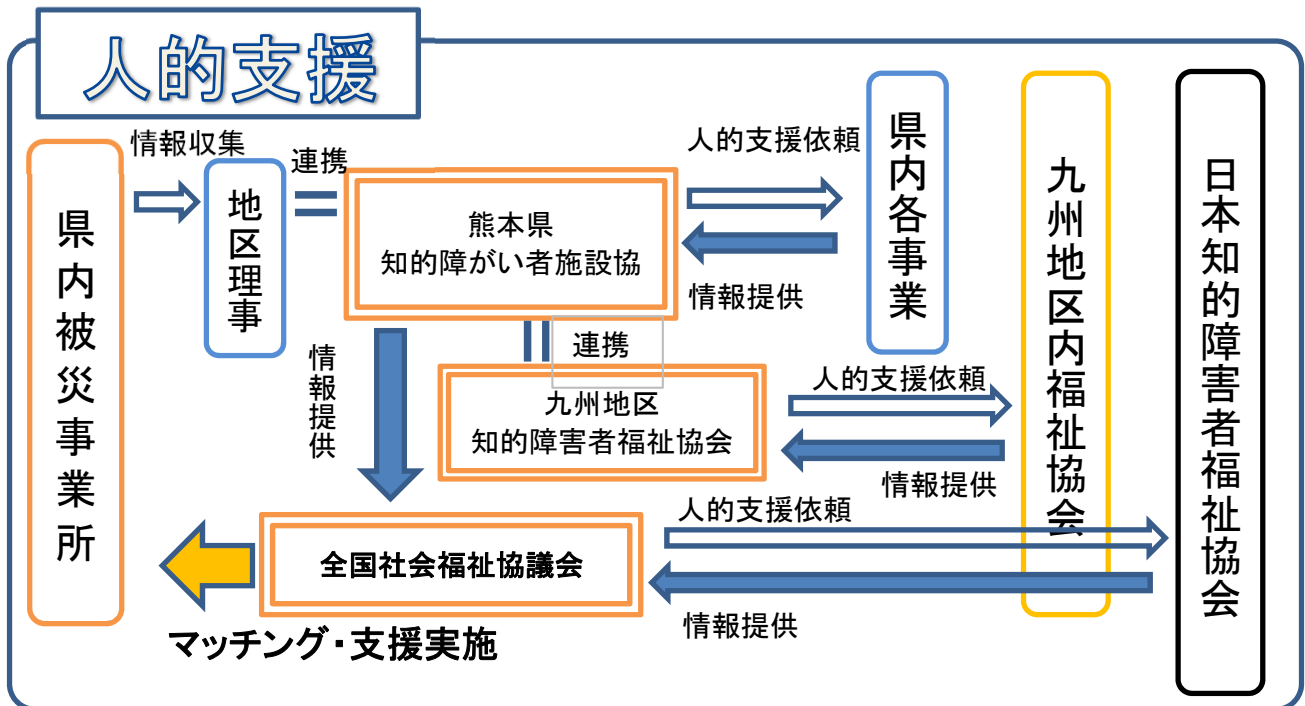 人的支援
情報収集
連携
県内被災事業所
地区理事
熊本県
知的障がい者施設協
人的支援依頼
情報提供
県内各事業
情報提供
連携
九州地区
知的障害者福祉協会
人的支援依頼
情報提供
九州地区内福祉協会
日本知的障害者福祉協会
全国社会福祉協議会
人的支援依頼
情報提供
マッチング・支援実施